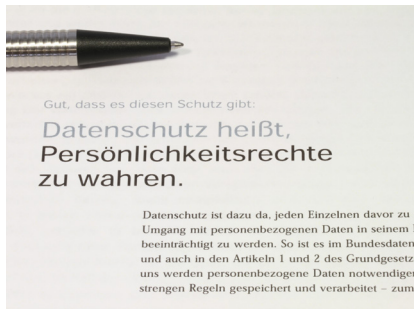 Gut, dass es diesen Schutz gibt:
Datenschutz heißt,
Persönlichkeitsrechte
zu wahren.
Datenschutz ist dazu da, jeden Einzelnen davor zu
Umgang mit personenbezogenen Daten in seinem
beeinträchtigt zu werden. So ist es im Bundesdaten
und auch in den Artikeln 1 und 2 des Grundgesetz
uns werden personenbezogene Daten notwendiger
strengen Regeln gespeichert und verarbeitet – zum